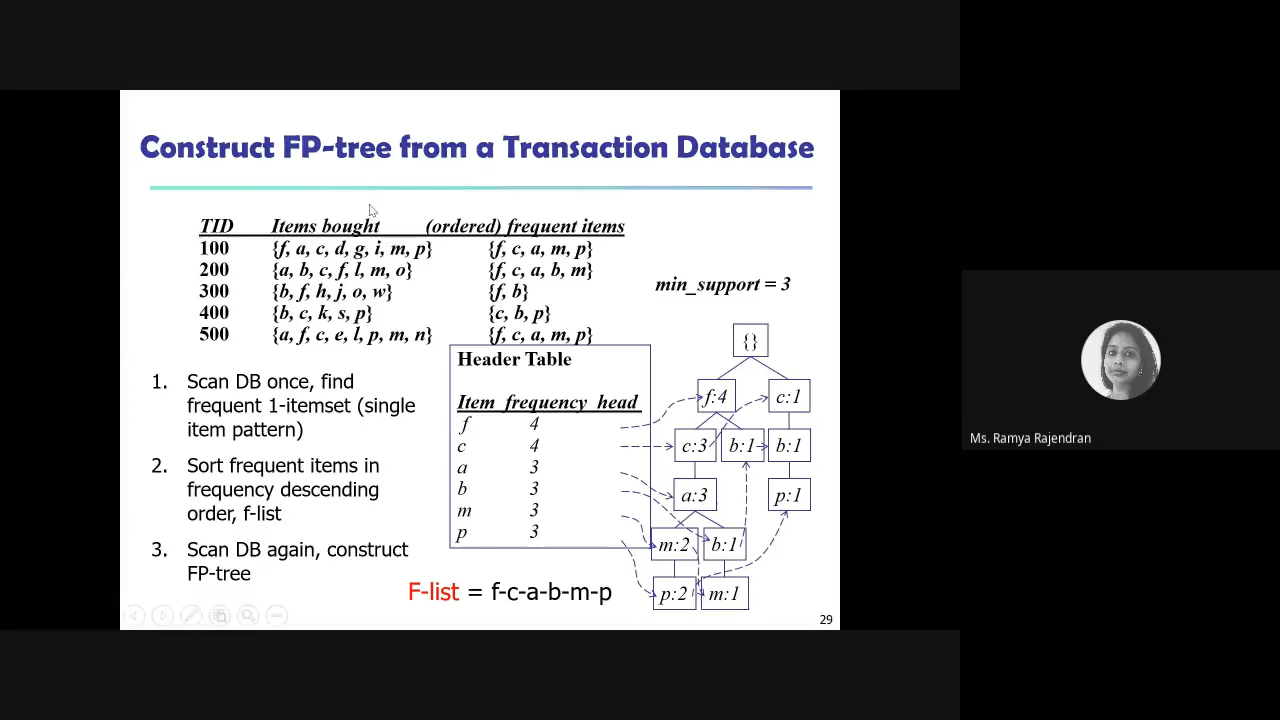 Construct FP-tree from a Transaction Database
TID Items bought (ordered) frequent items
100 {f, a, c, d, g, i, m, p} {f, c, a, m, p}
200 {a, b, c, f, l, m, o} {f, c, a, b, m}
300 {b, f, h, j, o, w} {f, b}
400 {b, c, k, s, p} {c, b, p}
500 {a, f, c, e, l, p, m, n} {f, c, a, m, p}
min_support = 3
1. Scan DB once, find
frequent 1-itemset (single
item pattern)
2. Sort frequent items in
frequency descending
order, f-list
3. Scan DB again, construct
FP-tree
Header Table
Item frequency head
f 4
c 4
a 3
b 3
m 3
p 3
F-list = f-c-a-b-m-p
{}
f:4 c:1
c:3 b:1 b:1
a:3 p:1
m:2 b:1
p:2 m:1
29
Ms. Ramya Rajendran